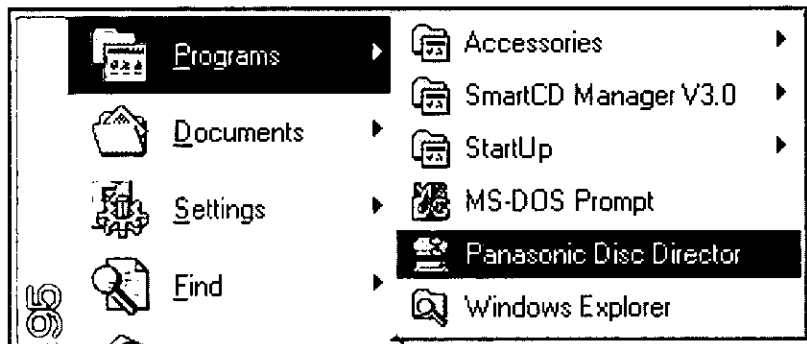 Programs
Documents
Settings
Find
95
Accessories
SmartCD Manager V3.0
StartUp
MS-DOS Prompt
Panasonic Disc Director
Windows Explorer